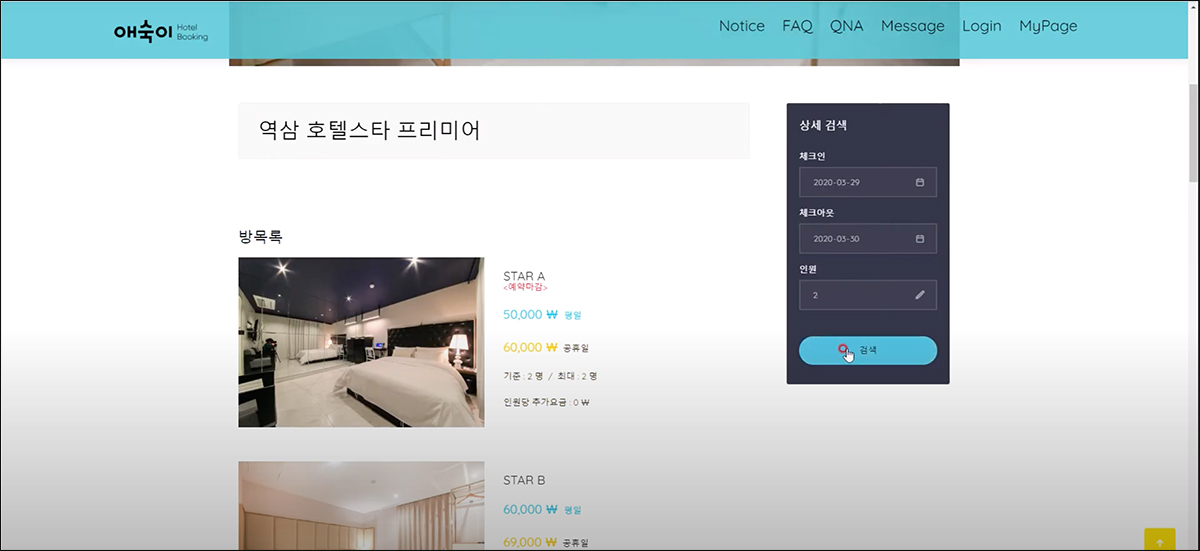 애숙이 Hotel Booking
Notice FAQ QNA Message Login MyPage
역삼 호텔스타 프리미어
방목록
STAR A
<예약마감>
50,000 ₩ 평일
60,000 ₩ 공휴일
기준 : 2 명 / 최대 : 2 명
인원당 추가요금 : 0 ₩
STAR B
60,000 ₩ 평일
69,000 ₩ 공휴일
상세 검색
체크인
2020-03-29
체크아웃
2020-03-30
인원
2
검색